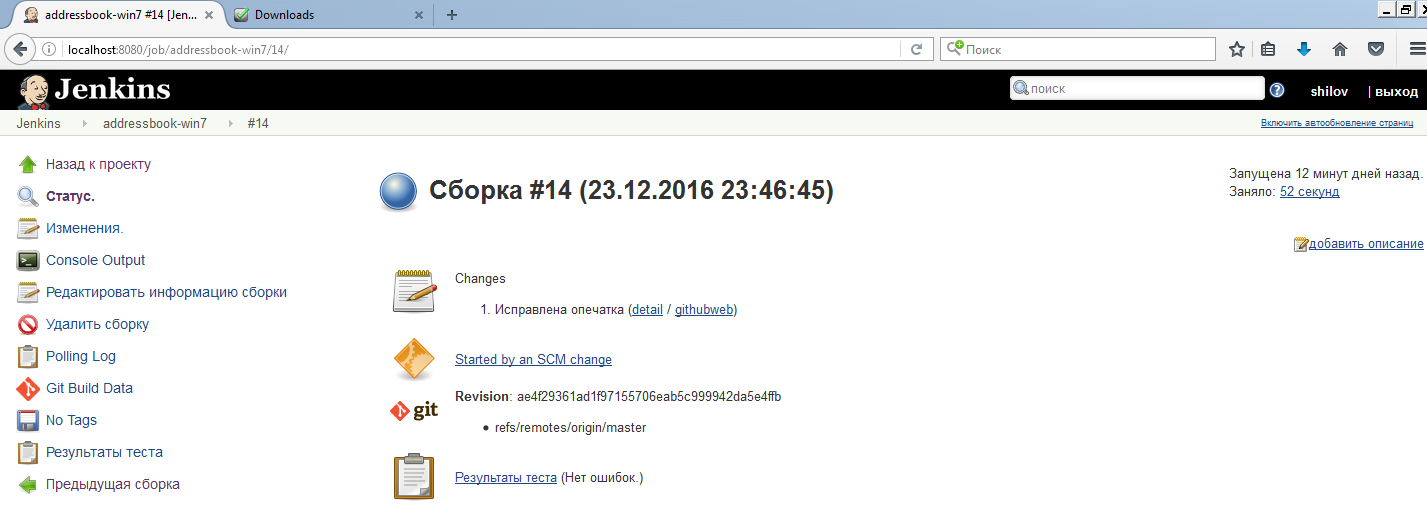 addressbook-win7 #14 [Jen...
Downloads
localhost:8080/job/addressbook-win7/14/
Поиск
Jenkins
поиск
shilov
| выход
Jenkins
addressbook-win7
#14
Включить автообновление страниц
Назад к проекту
Статус.
Изменения.
Console Output
Редактировать информацию сборки
Удалить сборку
Polling Log
Git Build Data
No Tags
Результаты теста
Предыдущая сборка
Сборка #14 (23.12.2016 23:46:45)
Запущена 12 минут дней назад.
Заняло: 52 секунд
добавить описание
Changes
1. Исправлена опечатка (detail / githubweb)
Started by an SCM change
git
Revision: ae4f29361ad1f97155706eab5c999942da5e4ffb
refs/remotes/origin/master
Результаты теста (Нет ошибок.)